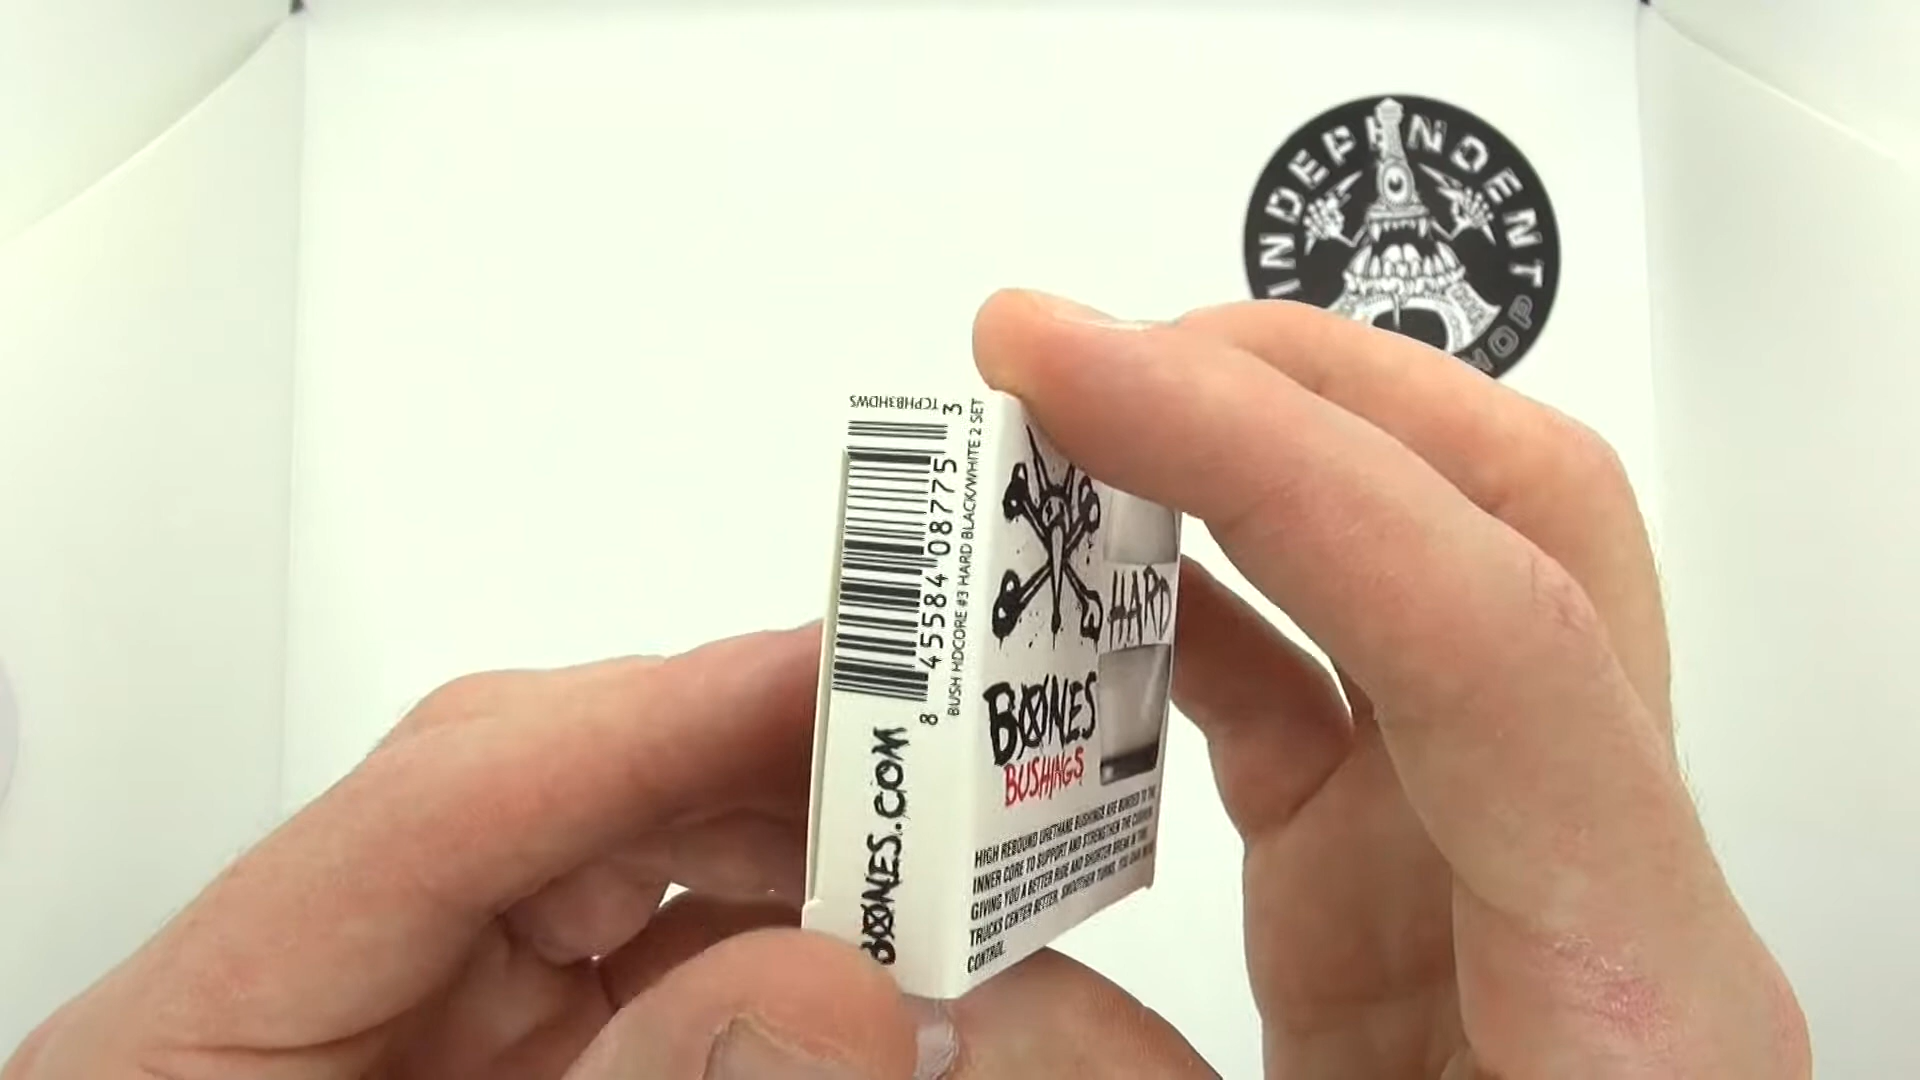 INDEPENDENT
TCPHB3HDWS
8 45584 08775 3
BUSH HDCORE #3 HARD BLACK/WHITE 2 SET
BONES.COM
HARD
BONES
BUSHINGS
HIGH REBOUND URETHANE BUSHINGS ARE BONDED TO THE
INNER CORE TO SUPPORT AND STRENGTHEN THE CUSHION
GIVING YOU A BETTER RIDE AND SHORTER BREAK IN TIME.
TRUCKS CENTER BETTER, SMOOTHER TURNS, YOU GAIN MORE
CONTROL.